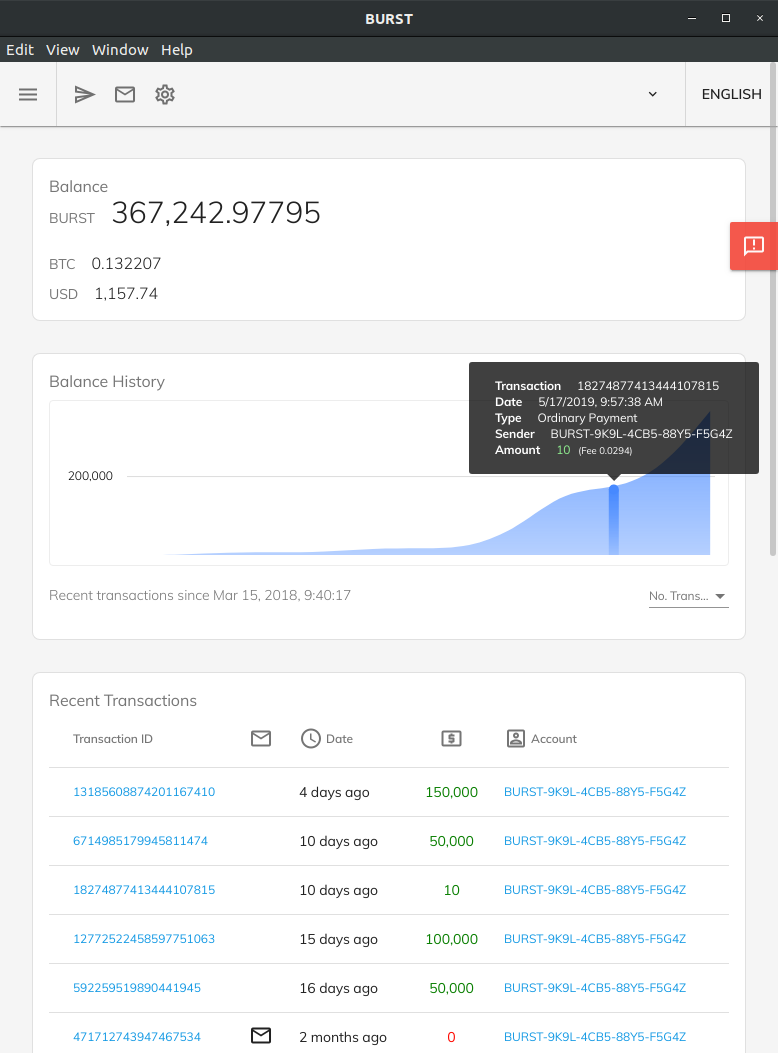 BURST
Edit View Window Help
ENGLISH
Balance
BURST 367,242.97795
BTC 0.132207
USD 1,157.74
Balance History
Transaction 18274877413444107815
Date 5/17/2019, 9:57:38 AM
Type Ordinary Payment
Sender BURST-9K9L-4CB5-88Y5-F5G4Z
Amount 10 (Fee 0.0294)
200,000
Recent transactions since Mar 15, 2018, 9:40:17
No. Trans...
Recent Transactions
Transaction ID Date Account
13185608874201167410 4 days ago 150,000 BURST-9K9L-4CB5-88Y5-F5G4Z
6714985179945811474 10 days ago 50,000 BURST-9K9L-4CB5-88Y5-F5G4Z
18274877413444107815 10 days ago 10 BURST-9K9L-4CB5-88Y5-F5G4Z
12772522458597751063 15 days ago 100,000 BURST-9K9L-4CB5-88Y5-F5G4Z
592259519890441945 16 days ago 50,000 BURST-9K9L-4CB5-88Y5-F5G4Z
471712743947467534 2 months ago 0 BURST-9K9L-4CB5-88Y5-F5G4Z